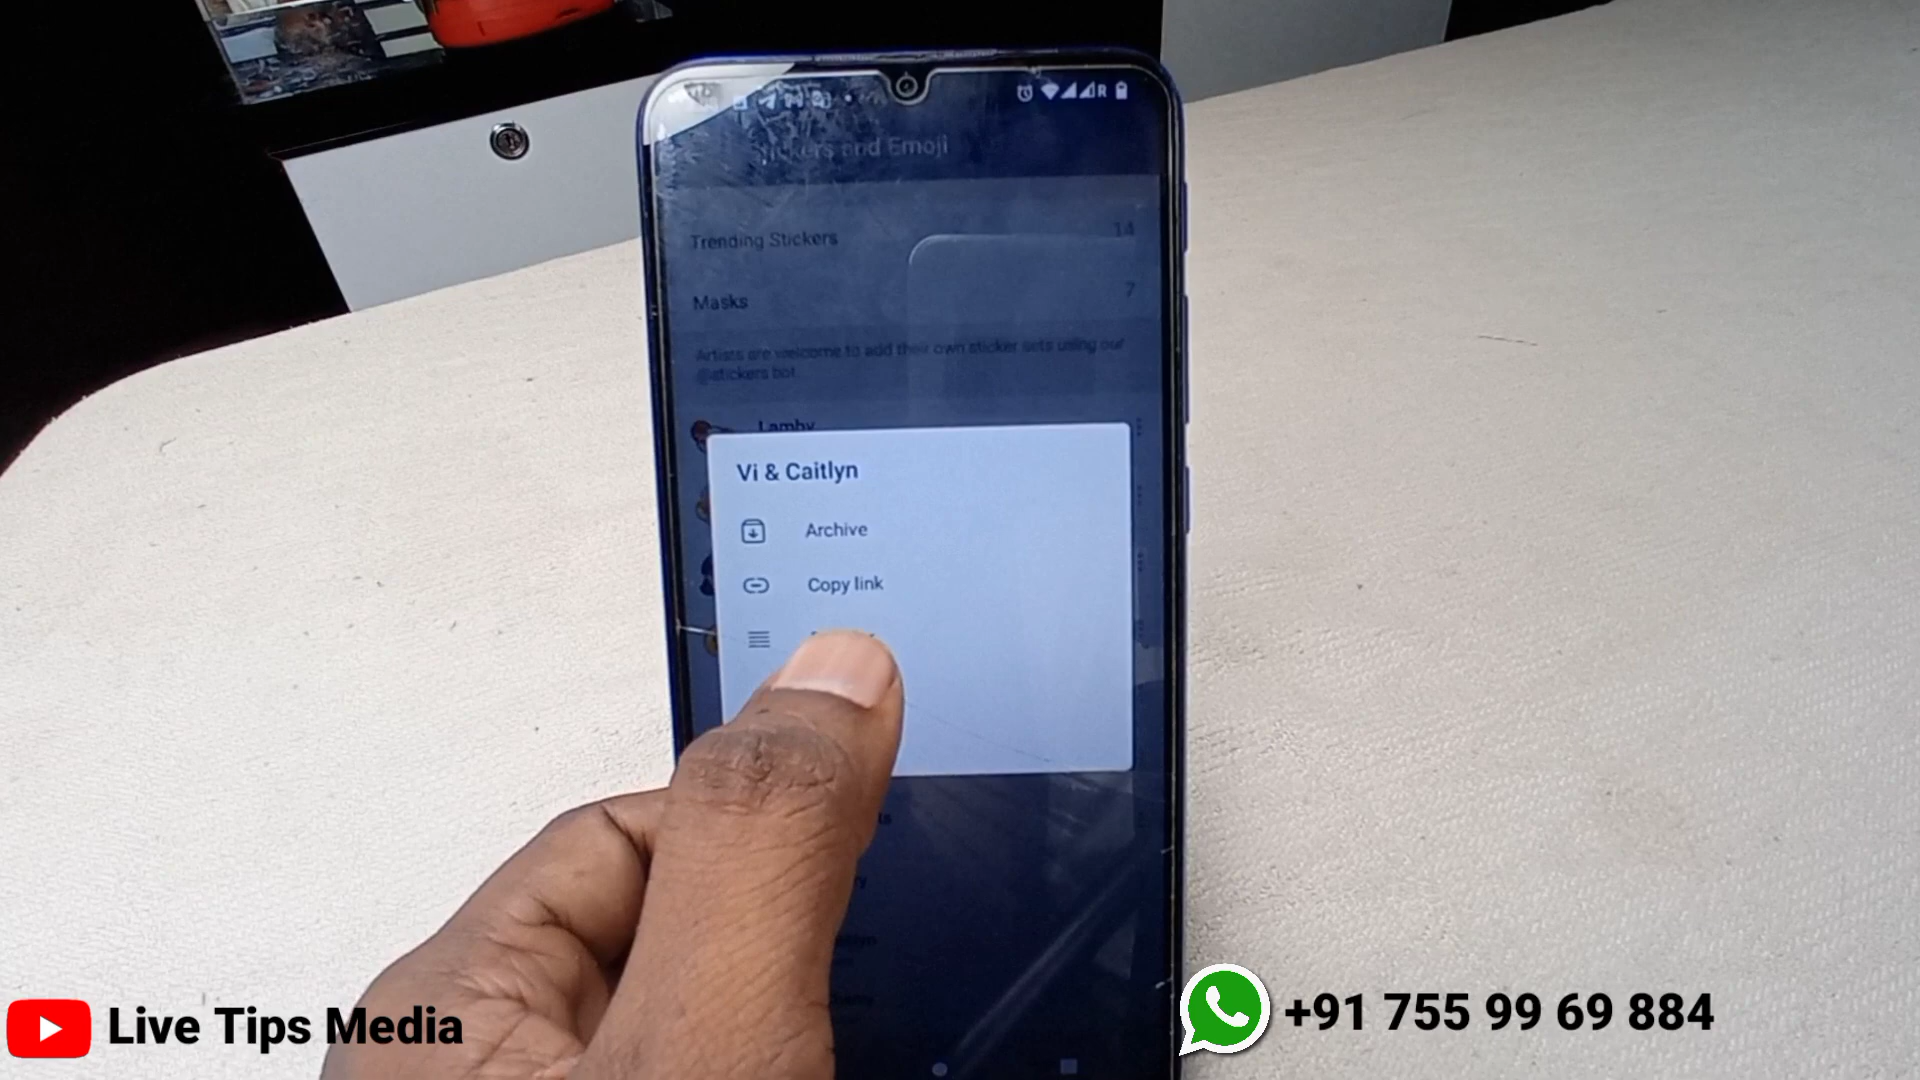 R
Stickers and Emoji
Trending Stickers
14
Masks
7
Artists are welcome to add their own sticker sets using our
@stickers bot.
Lamby
Vi & Caitlyn
Archive
Copy link
Live Tips Media
+91 755 99 69 884